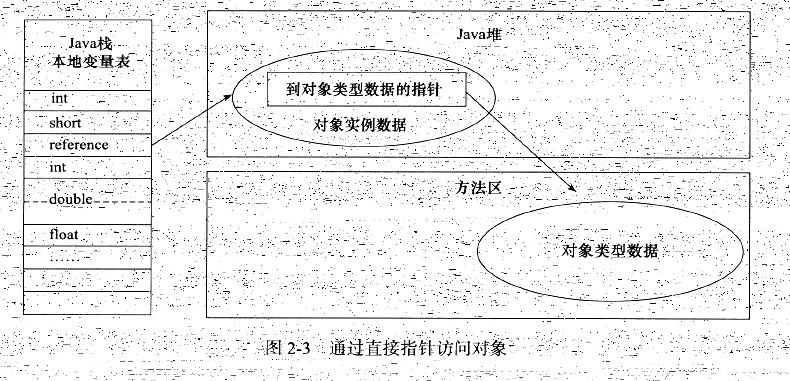 Java栈
本地变量表
int
short
reference
int
double
float
Java堆
到对象类型数据的指针
对象实例数据
方法区
对象类型数据
图 2-3 通过直接指针访问对象